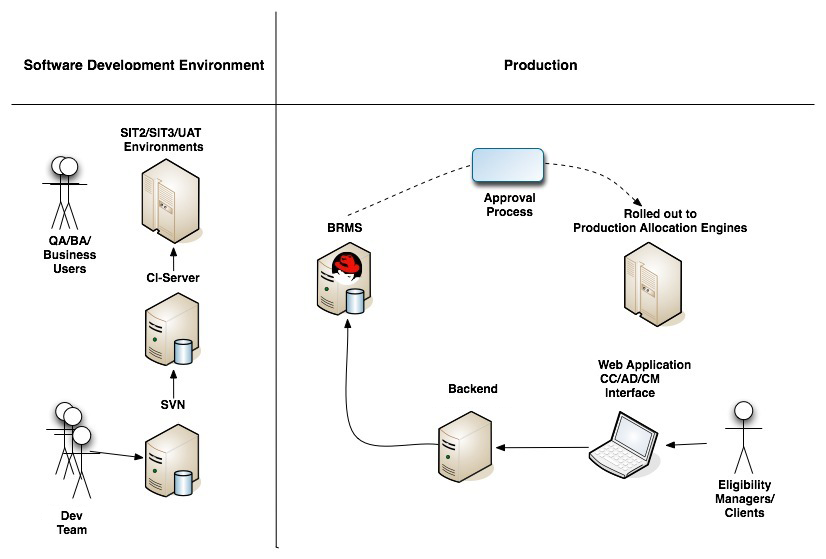 Software Development Environment
Production
SIT2/SIT3/UAT
Environments
QA/BA/
Business
Users
CI-Server
SVN
Dev
Team
Approval
Process
BRMS
Rolled out to
Production Allocation Engines
Backend
Web Application
CC/AD/CM
Interface
Eligibility
Managers/
Clients